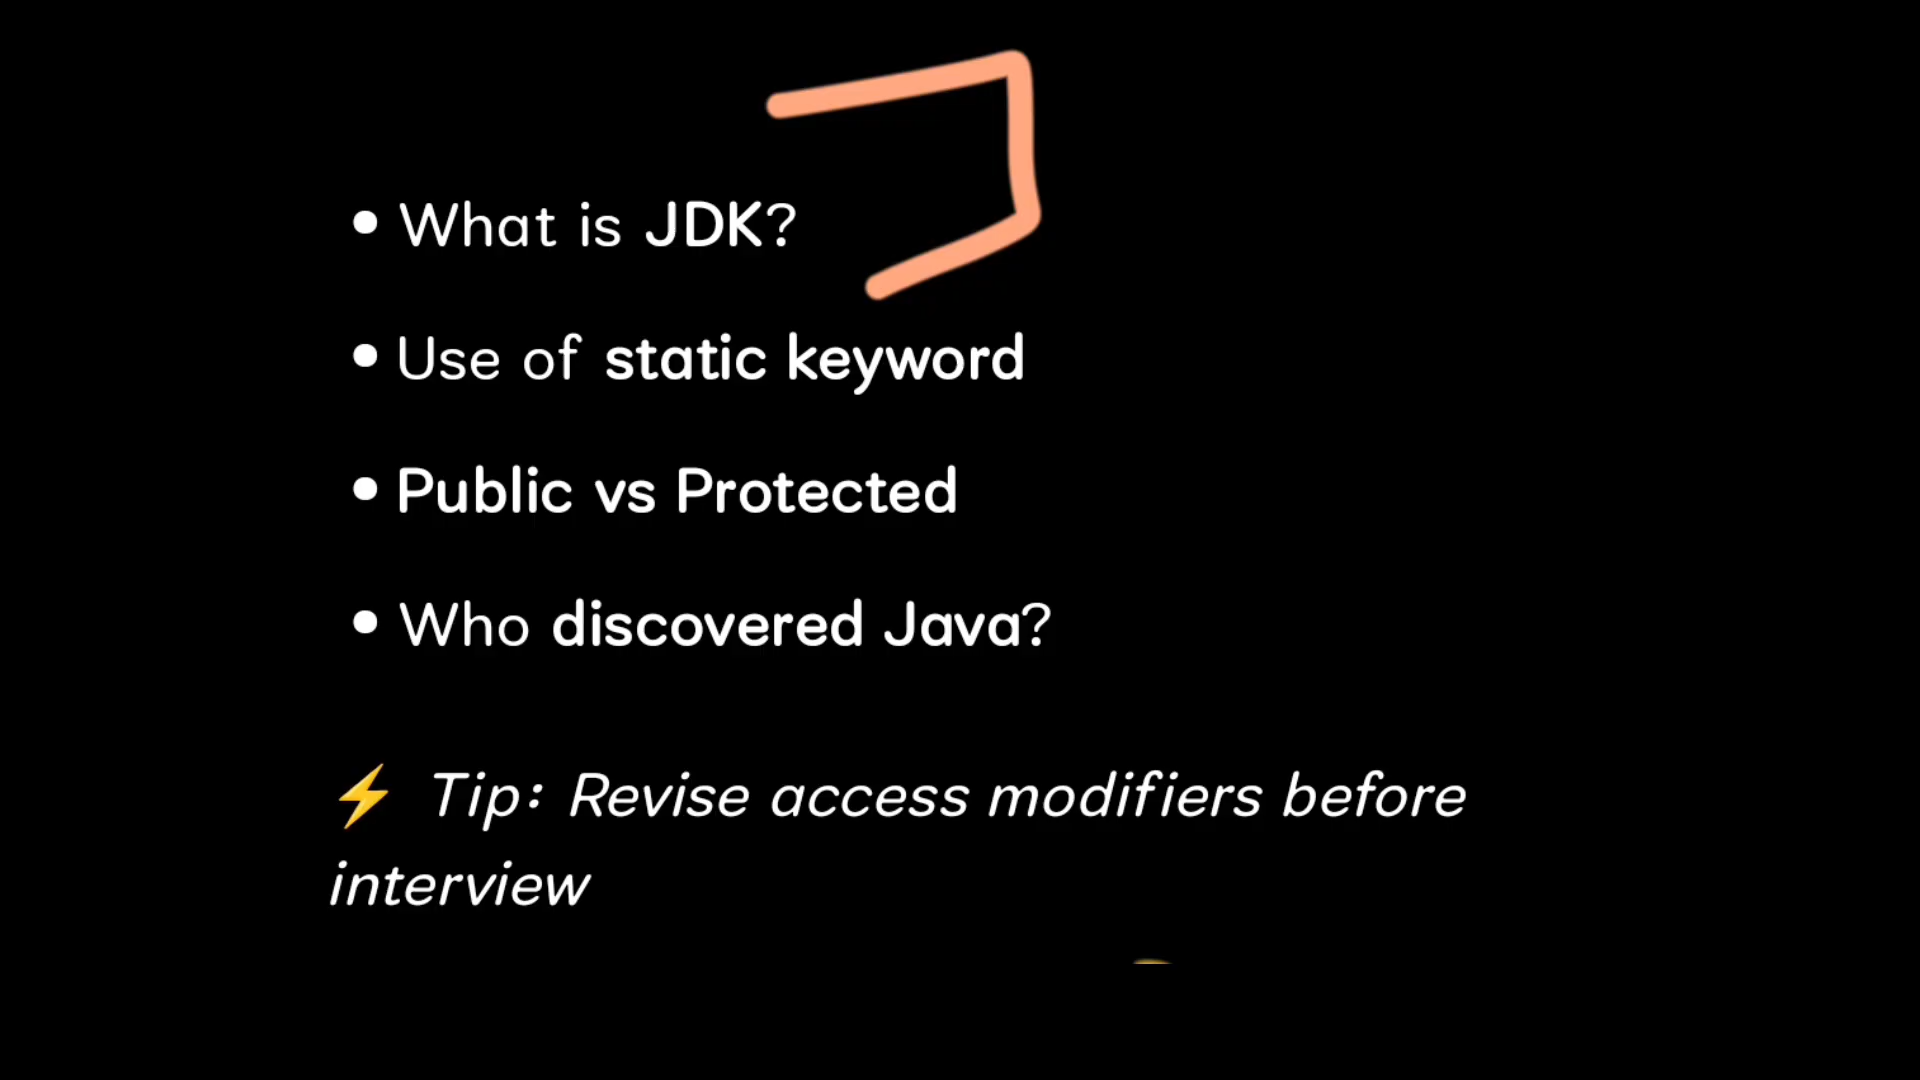 • What is JDK?
• Use of static keyword
• Public vs Protected
• Who discovered Java?
⚡ Tip: Revise access modifiers before
interview